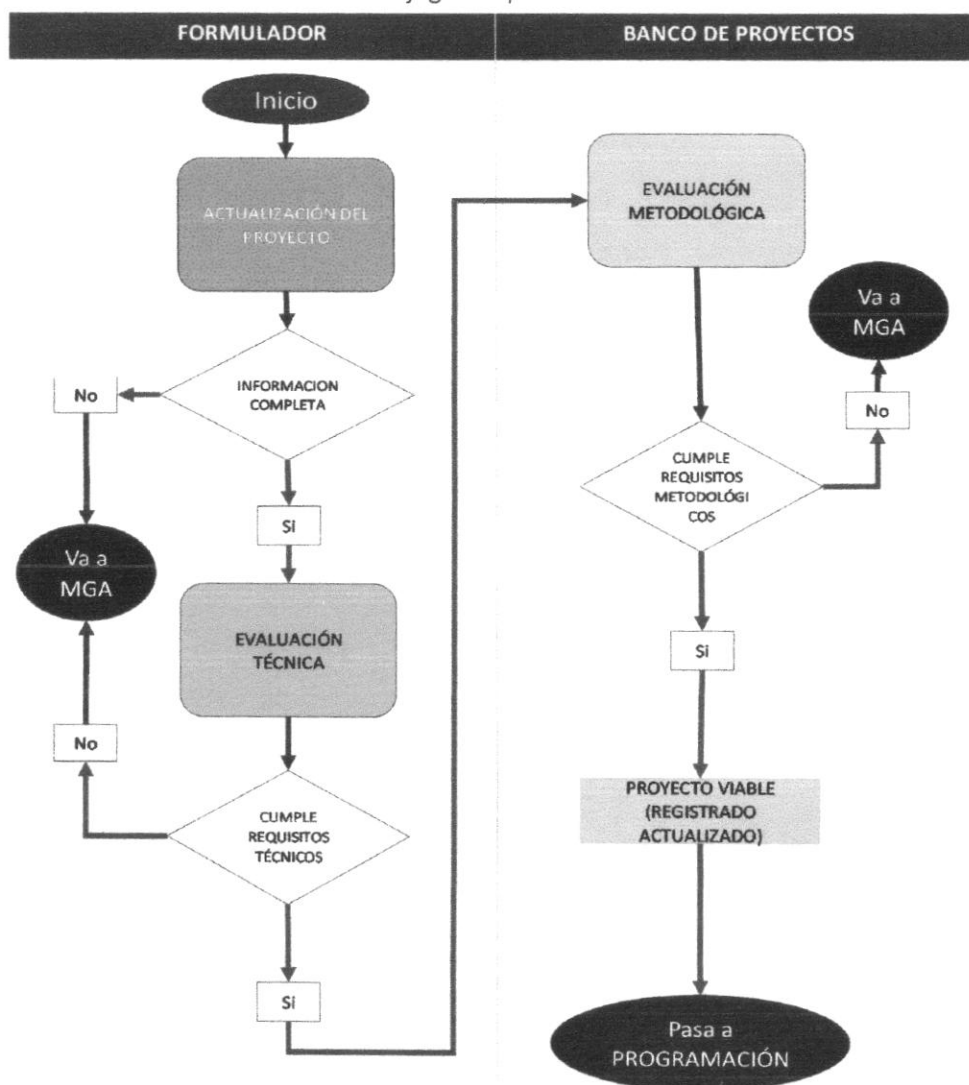 FORMULADOR
BANCO DE PROYECTOS
Inicio
ACTUALIZACIÓN DEL
PROYECTO
INFORMACION
COMPLETA
No
Si
Va a
MGA
EVALUACIÓN
TÉCNICA
No
CUMPLE
REQUISITOS
TÉCNICOS
Si
EVALUACIÓN
METODOLÓGICA
Va a
MGA
No
CUMPLE
REQUISITOS
METODOLÓGI
COS
Si
PROYECTO VIABLE
(REGISTRADO
ACTUALIZADO)
Pasa a
PROGRAMACIÓN